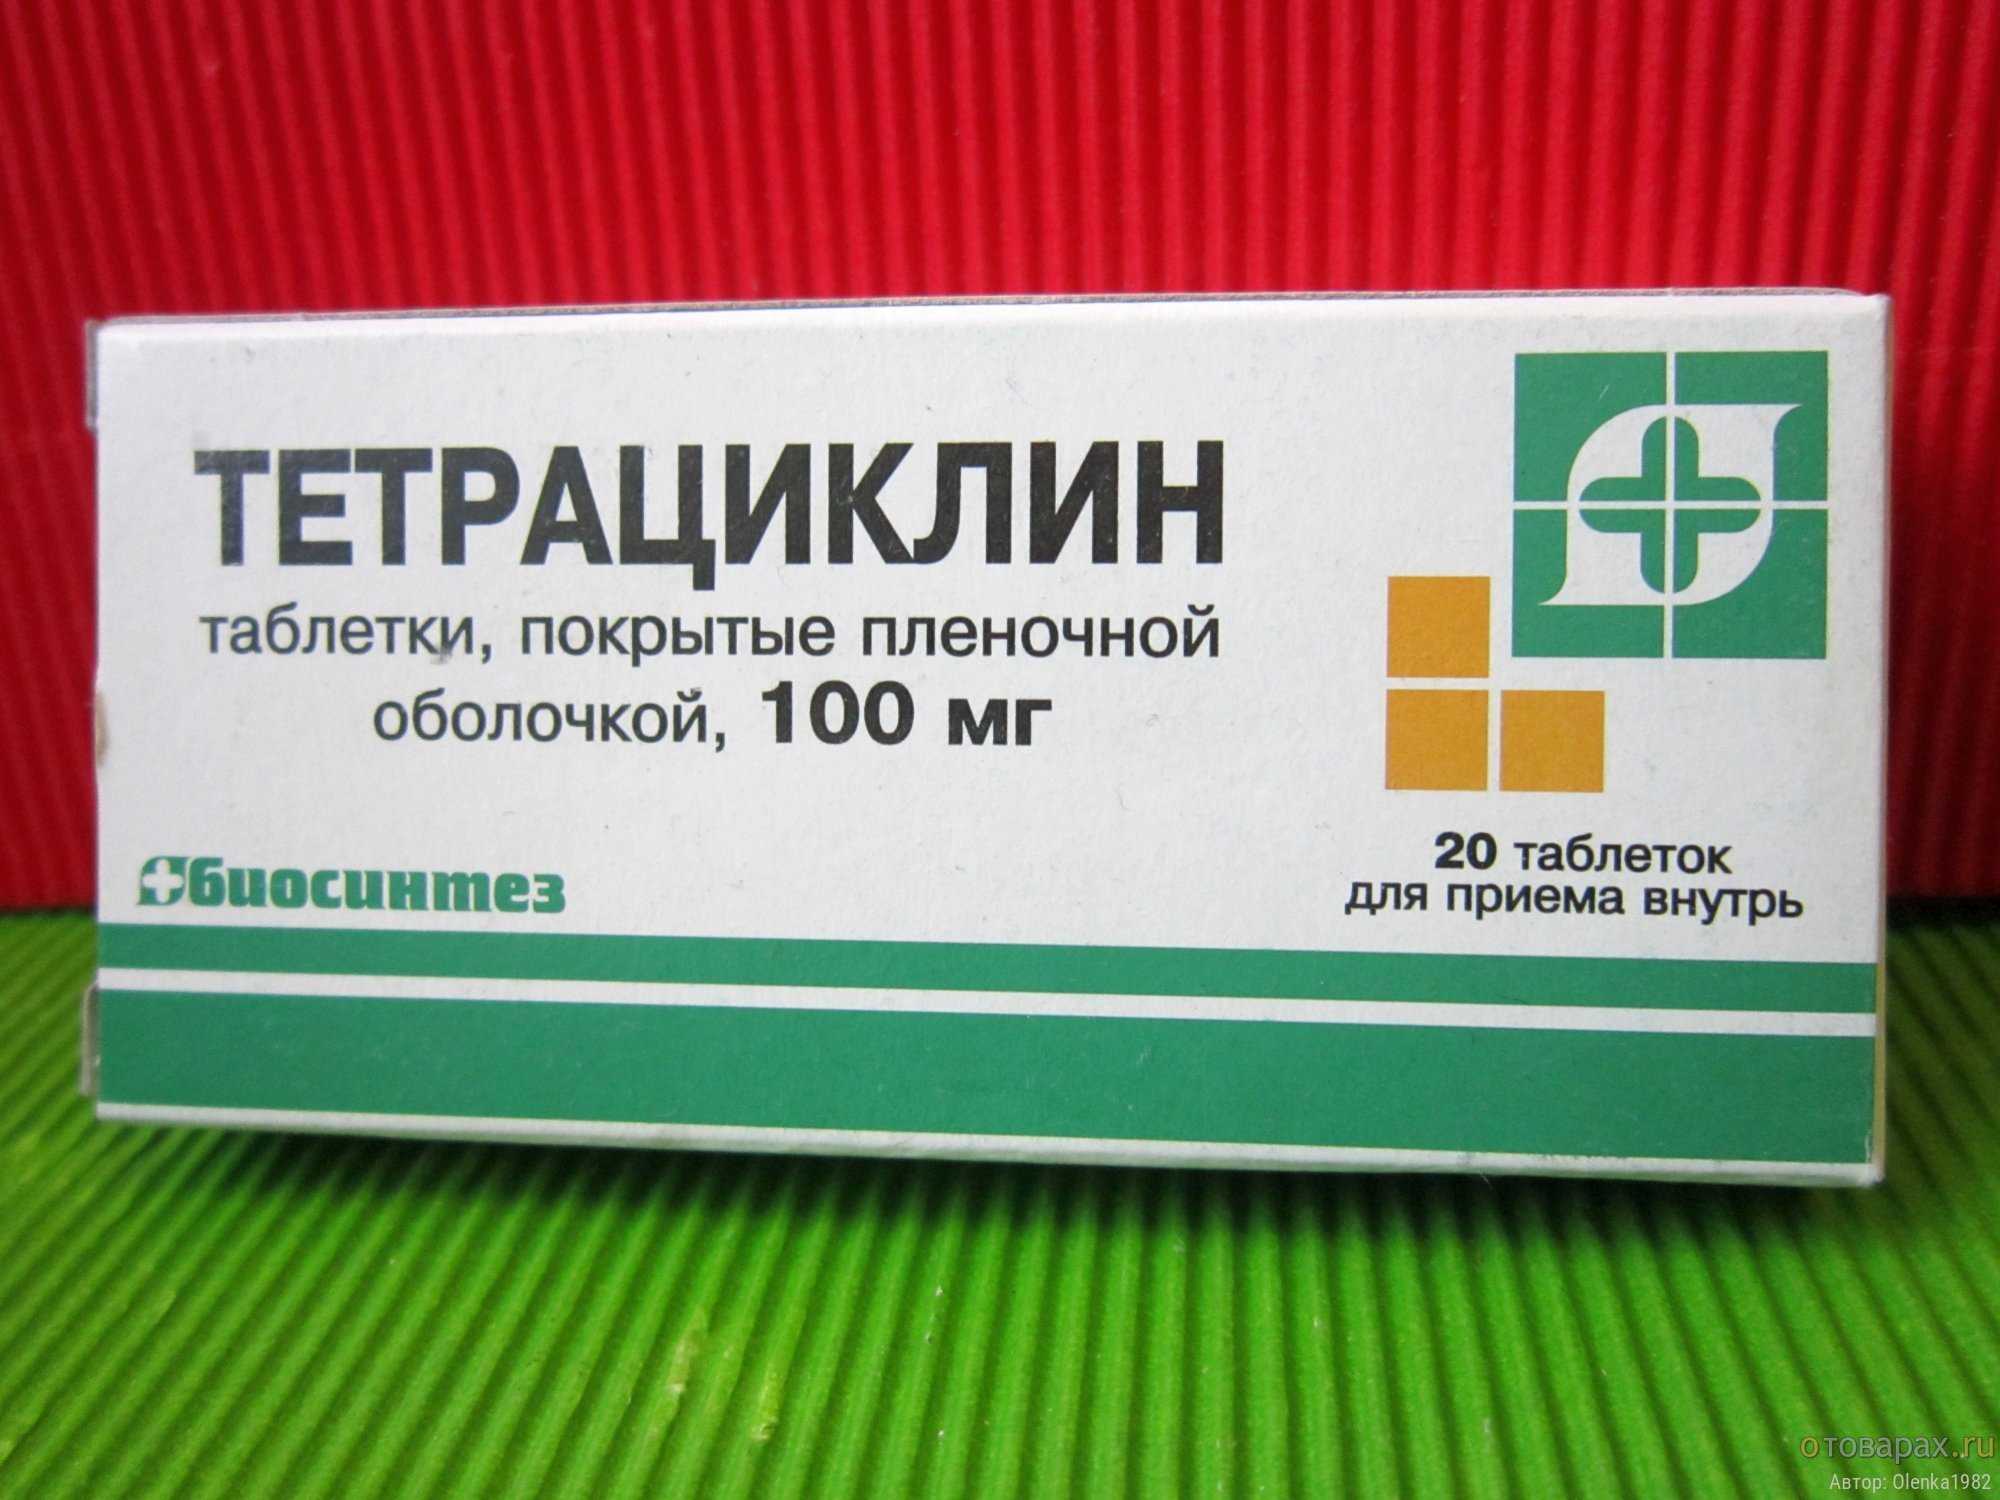 ТЕТРАЦИКЛИН
таблетки, покрытые пленочной
оболочкой, 100 мг
биосинтез
20 таблеток
для приема внутрь
отоварах.ru
Автор: Olenka1982